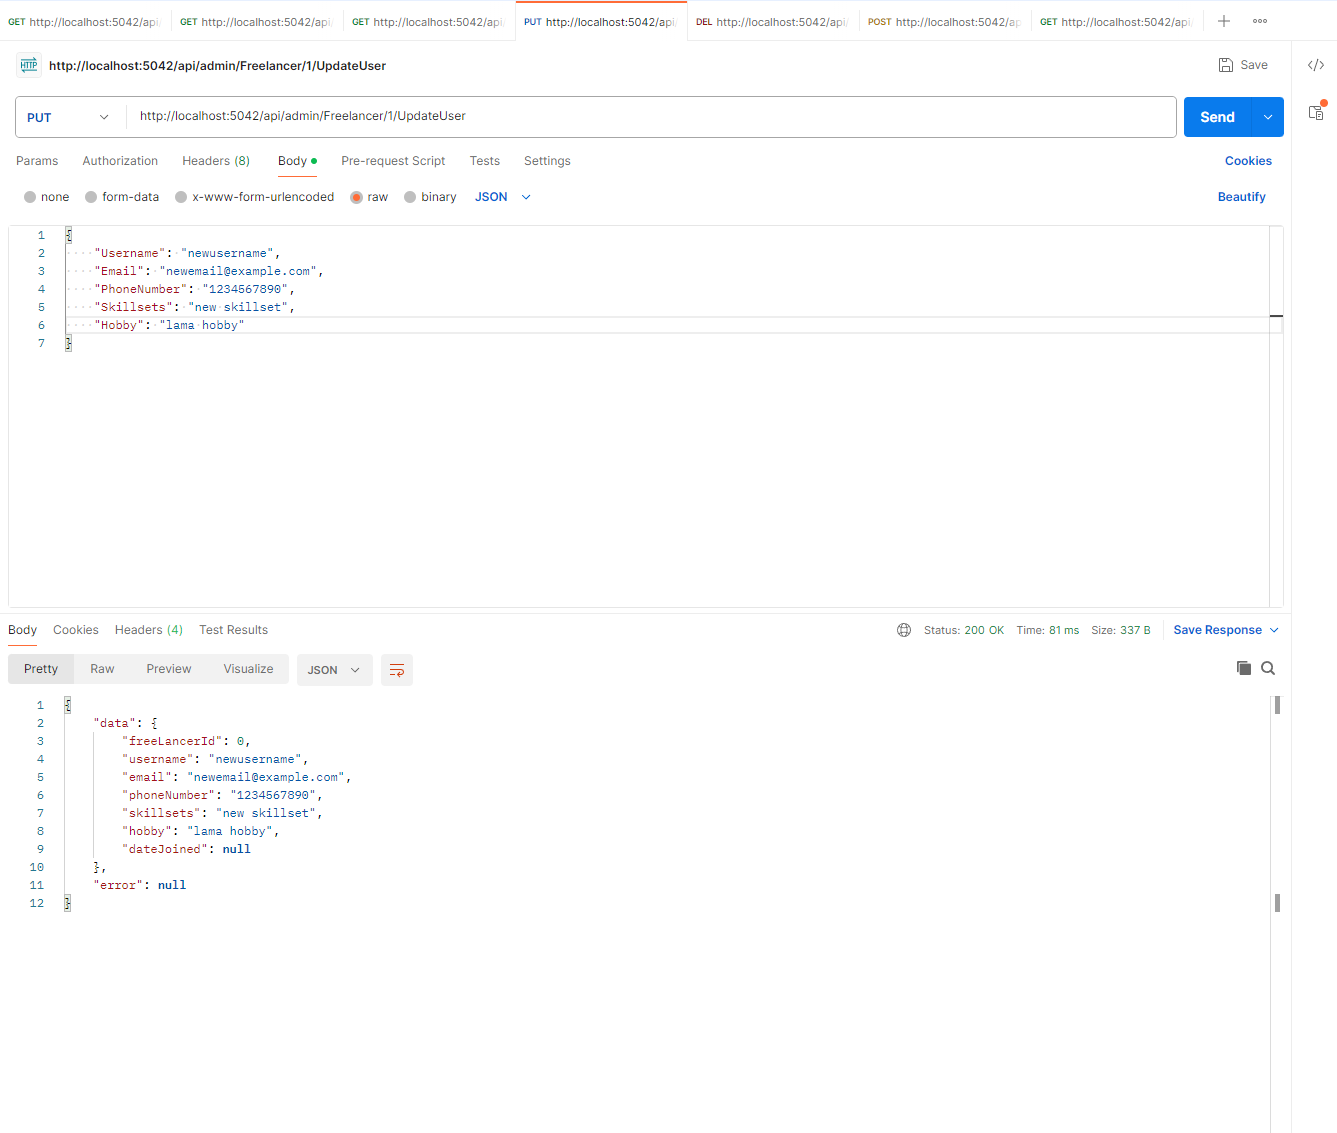 GET http://localhost:5042/api/
GET http://localhost:5042/api/
GET http://localhost:5042/api/
PUT http://localhost:5042/api/
DEL http://localhost:5042/api/
POST http://localhost:5042/ap
GET http://localhost:5042/api/
HTTP http://localhost:5042/api/admin/Freelancer/1/UpdateUser
Save
PUT http://localhost:5042/api/admin/Freelancer/1/UpdateUser Send
Params Authorization Headers (8) Body Pre-request Script Tests Settings Cookies
none form-data x-www-form-urlencoded raw binary JSON Beautify
1 {
2 "Username": "newusername",
3 "Email": "newemail@example.com",
4 "PhoneNumber": "1234567890",
5 "Skillsets": "new skillset",
6 "Hobby": "lama hobby"
7 }
Body Cookies Headers (4) Test Results Status: 200 OK Time: 81 ms Size: 337 B Save Response
Pretty Raw Preview Visualize JSON
1 {
2 "data": {
3 "freeLancerId": 0,
4 "username": "newusername",
5 "email": "newemail@example.com",
6 "phoneNumber": "1234567890",
7 "skillsets": "new skillset",
8 "hobby": "lama hobby",
9 "dateJoined": null
10 },
11 "error": null
12 }